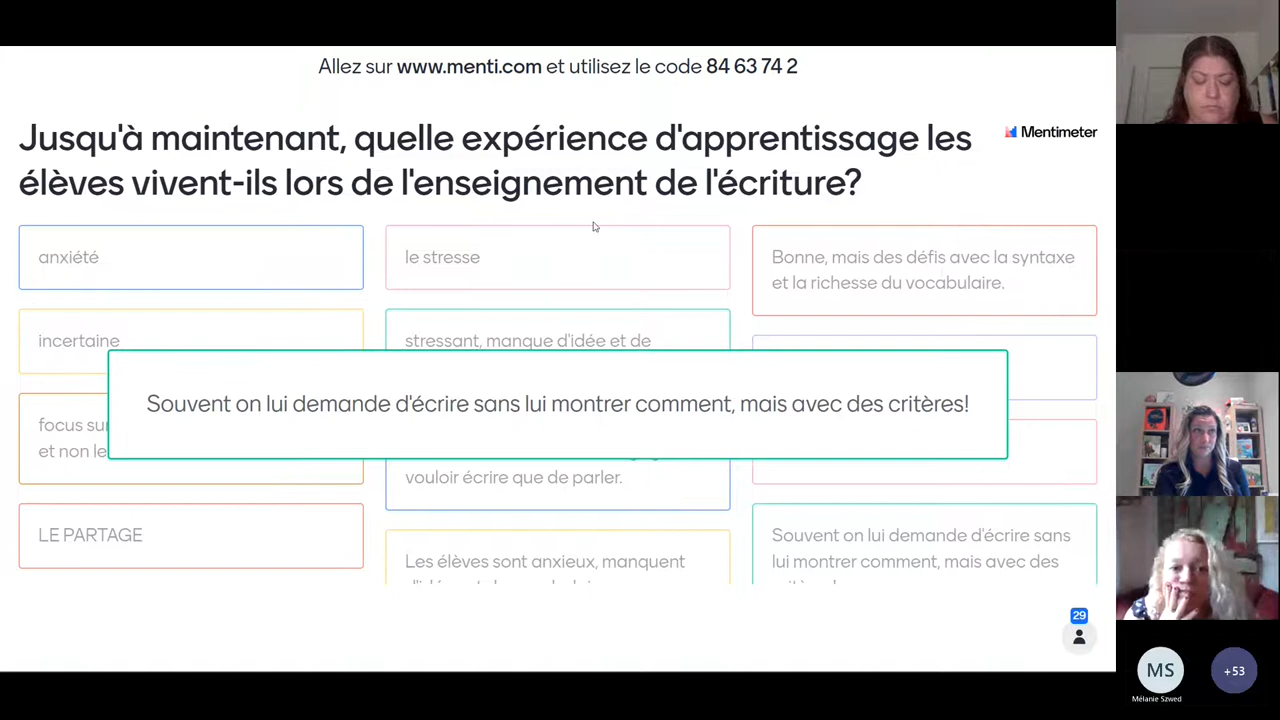 Allez sur www.menti.com et utilisez le code 84 63 74 2
Jusqu'à maintenant, quelle expérience d'apprentissage les
élèves vivent-ils lors de l'enseignement de l'écriture?
Mentimeter
anxiété
incertaine
focus su
et non le
LE PARTAGE
le stresse
stressant, manque d'idée et de
vouloir écrire que de parler.
Les élèves sont anxieux, manquent
Bonne, mais des défis avec la syntaxe
et la richesse du vocabulaire.
Souvent on lui demande d'écrire sans
lui montrer comment, mais avec des
Souvent on lui demande d'écrire sans lui montrer comment, mais avec des critères!
29
MS
Mélanie Szwed
+53